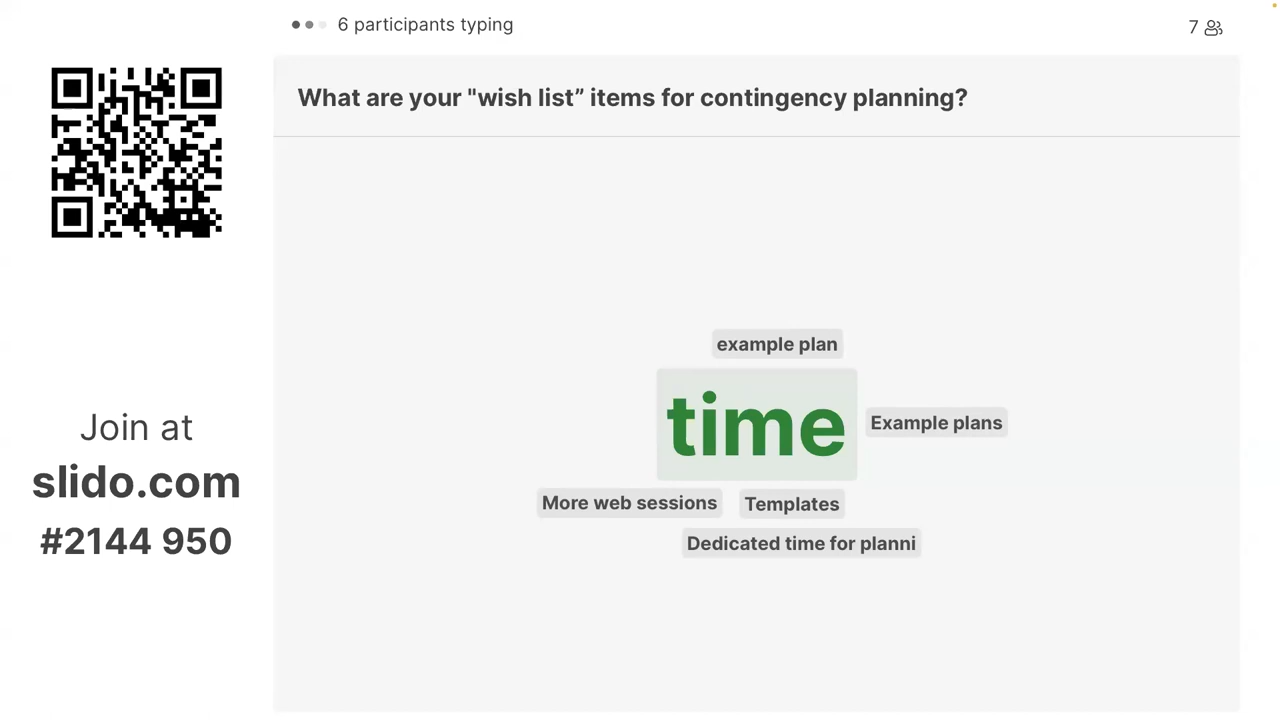 6 participants typing
7
What are your "wish list” items for contingency planning?
example plan
time
Example plans
More web sessions
Templates
Dedicated time for planni
Join at
slido.com
#2144 950